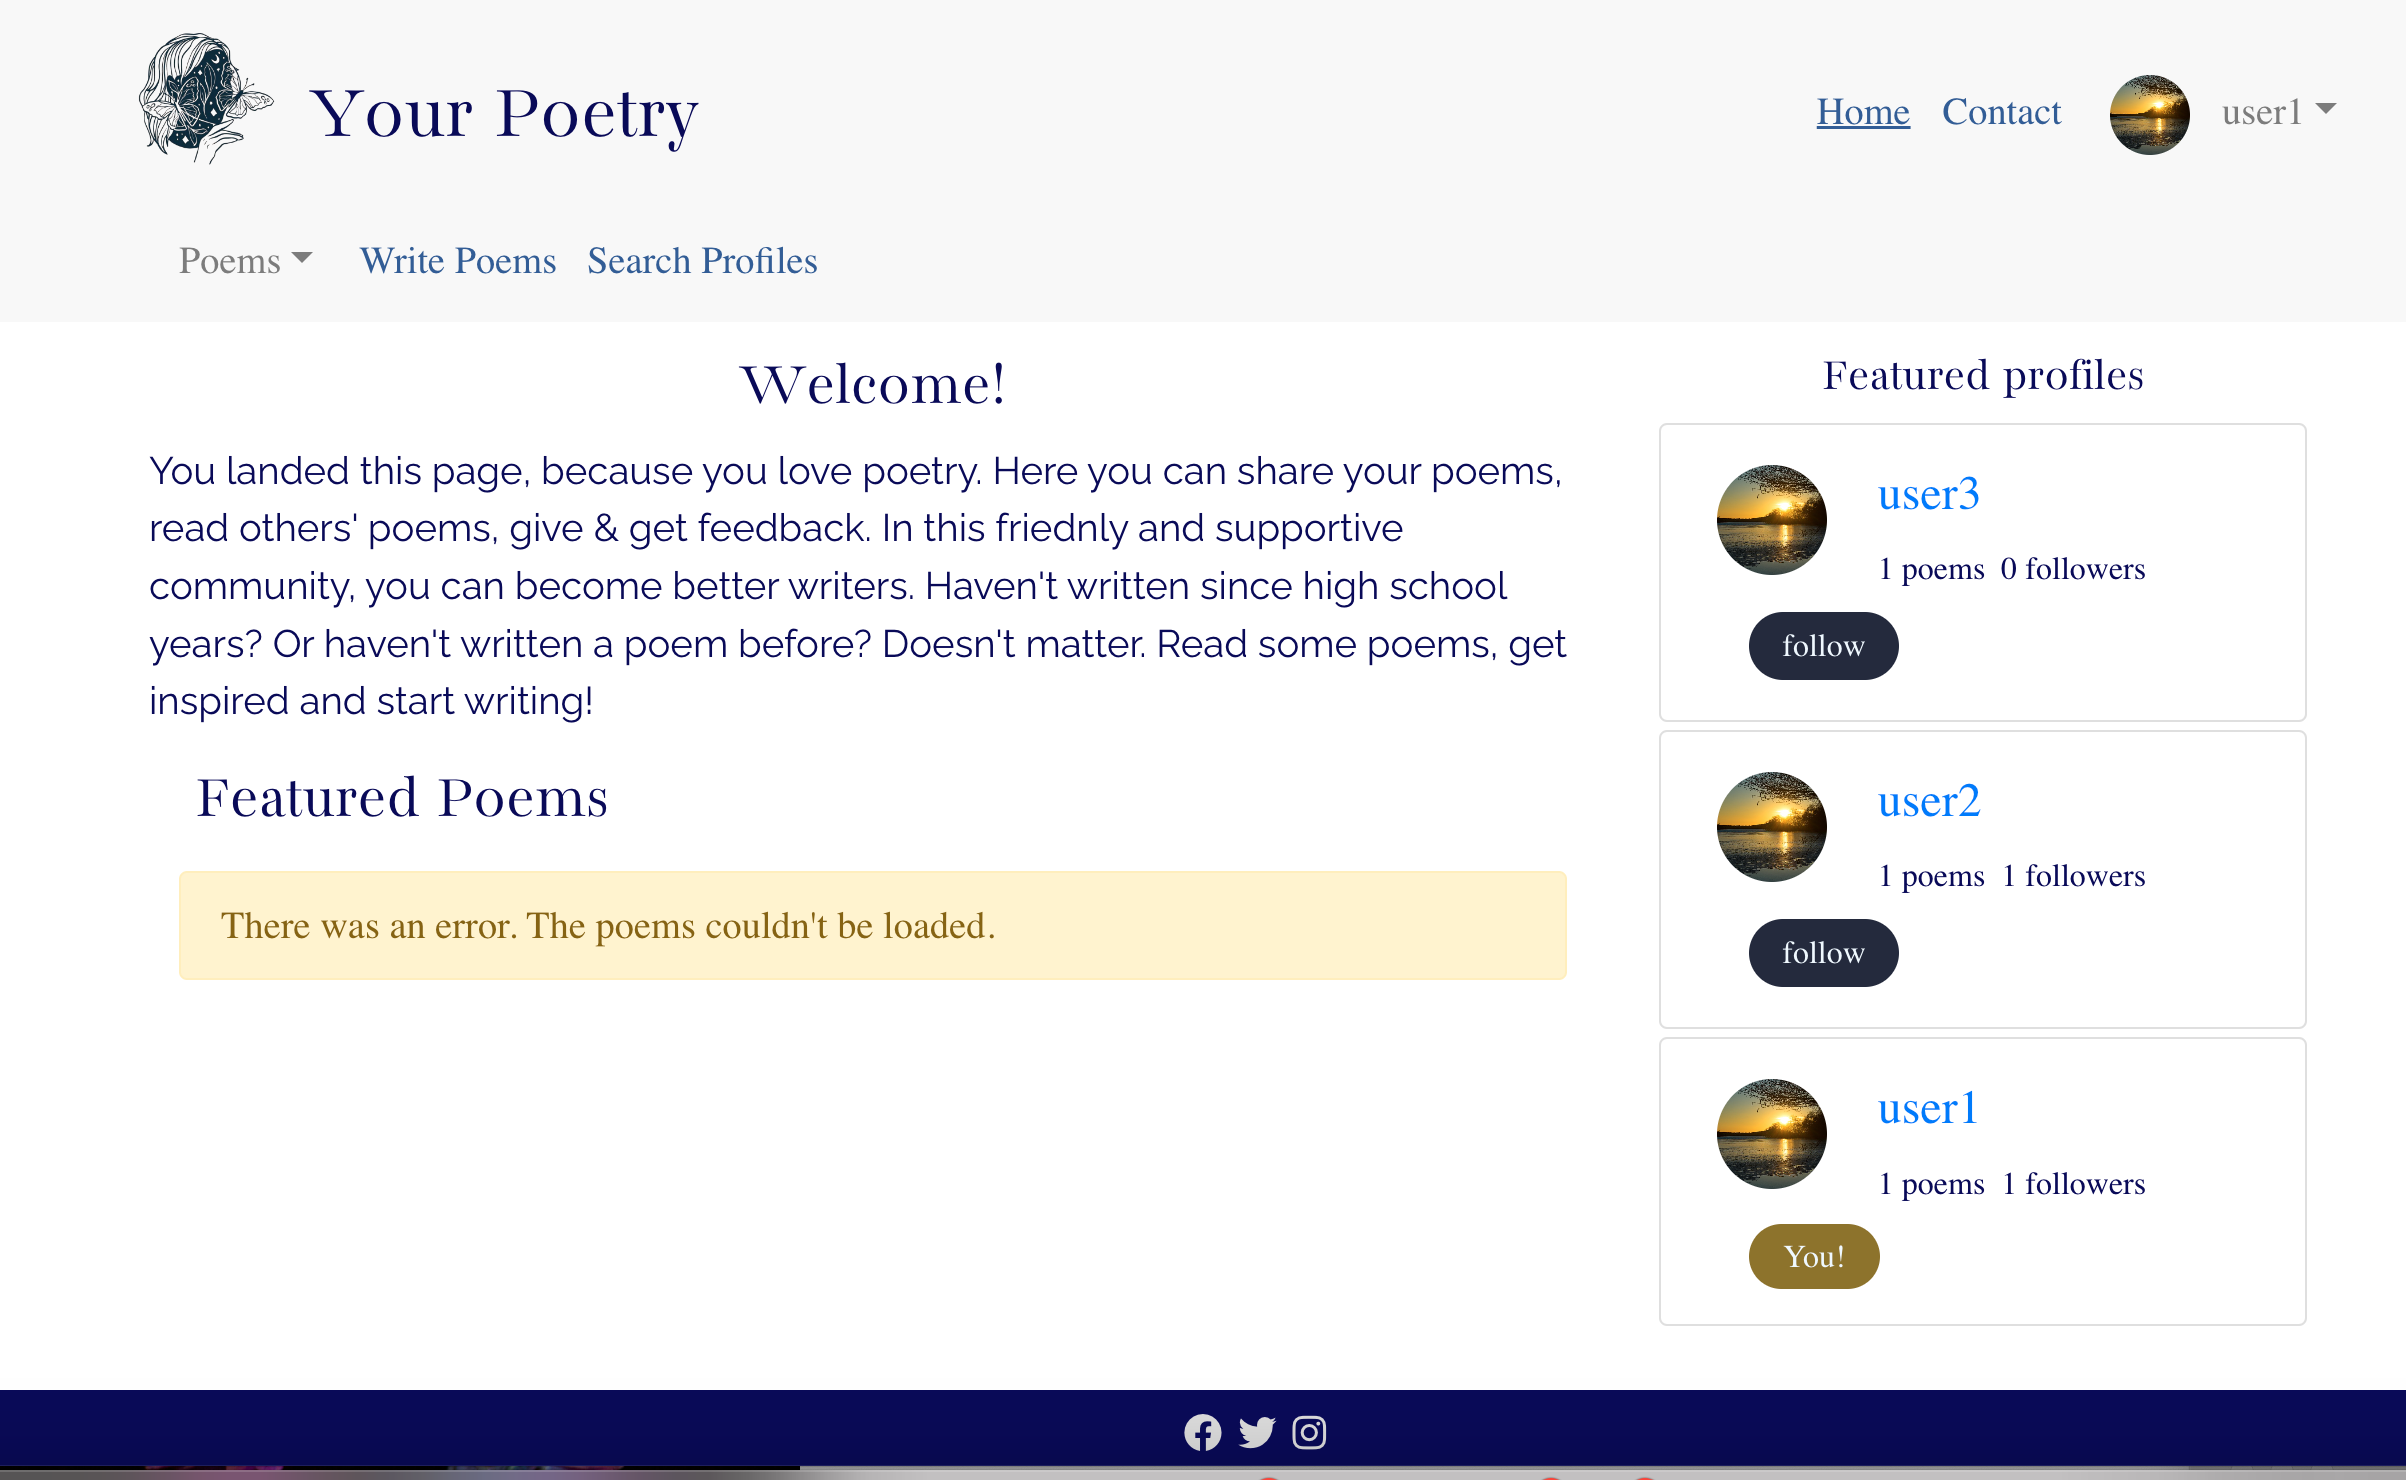 Your Poetry
Home Contact user1
Poems Write Poems Search Profiles
Welcome!
You landed this page, because you love poetry. Here you can share your poems,
read others' poems, give & get feedback. In this friednly and supportive
community, you can become better writers. Haven't written since high school
years? Or haven't written a poem before? Doesn't matter. Read some poems, get
inspired and start writing!
Featured Poems
There was an error. The poems couldn't be loaded.
Featured profiles
user3
1 poems 0 followers
follow
user2
1 poems 1 followers
follow
user1
1 poems 1 followers
You!